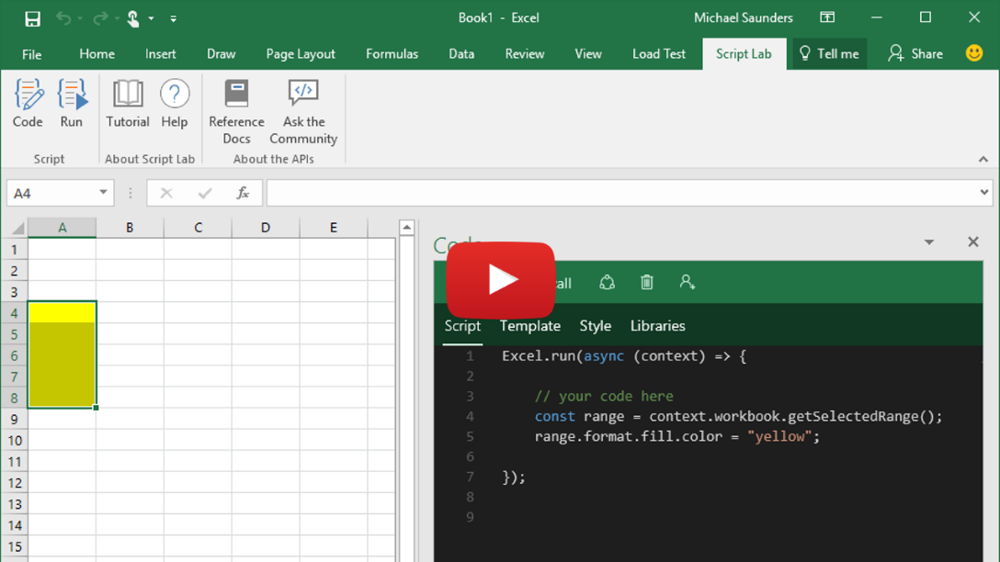 Book1 - Excel
Michael Saunders
File Home Insert Draw Page Layout Formulas Data Review View Load Test Script Lab Tell me Share
Code Run Tutorial Help Reference Docs Ask the Community
Script About Script Lab About the APIs
A4 fx
A B C D E
1
2
3
4
5
6
7
8
9
10
11
12
13
14
15
Script Template Style Libraries
1 Excel.run(async (context) => {
2
3 // your code here
4 const range = context.workbook.getSelectedRange();
5 range.format.fill.color = "yellow";
6
7 });
8
9